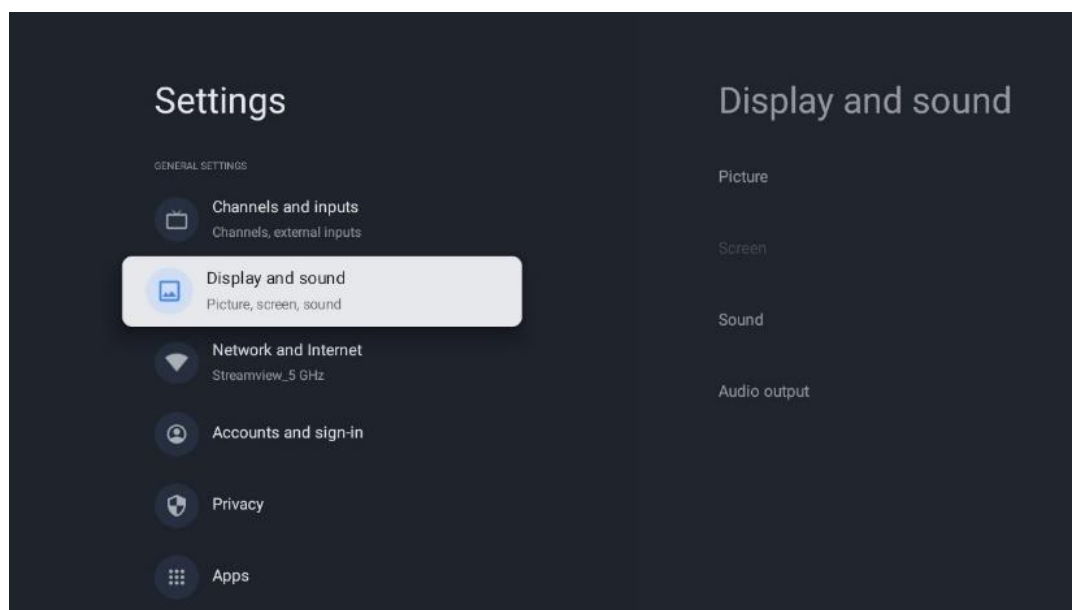 Settings
GENERAL SETTINGS
Channels and inputs
Channels, external inputs
Display and sound
Picture, screen, sound
Network and Internet
Streamview_5 GHz
Accounts and sign-in
Privacy
Apps
Display and sound
Picture
Screen
Sound
Audio output